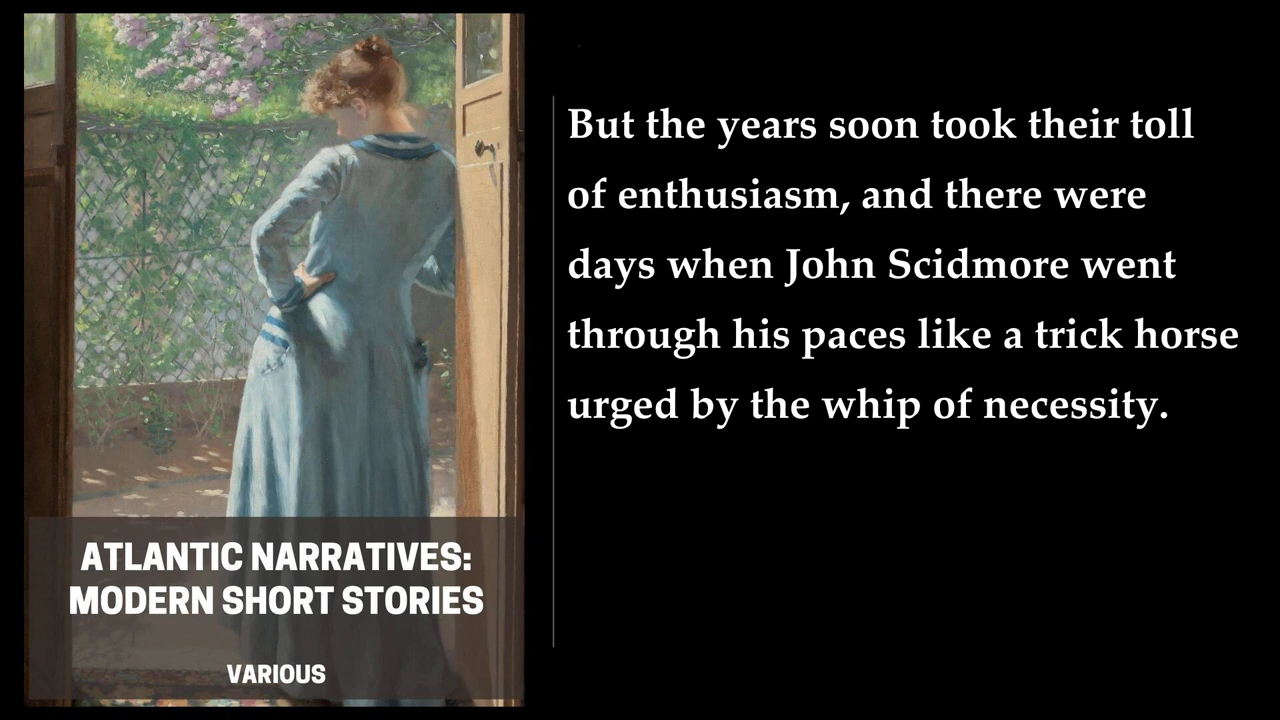 But the years soon took their toll
of enthusiasm, and there were
days when John Scidmore went
through his paces like a trick horse
urged by the whip of necessity.
ATLANTIC NARRATIVES:
MODERN SHORT STORIES
VARIOUS